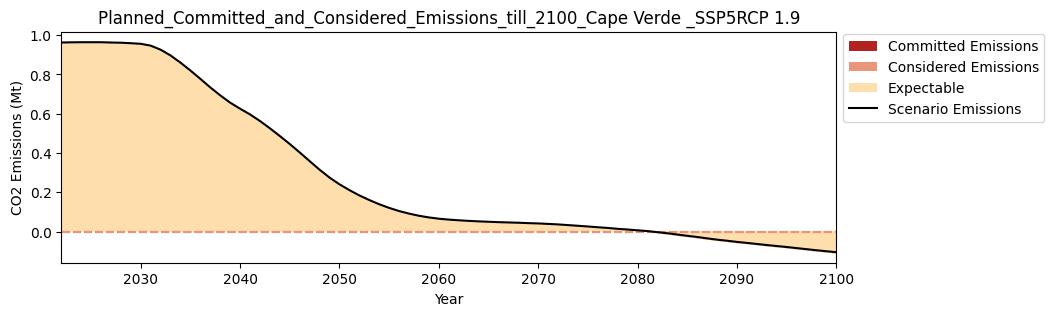 Planned_Committed_and_Considered_Emissions_till_2100_Cape Verde _SSP5RCP 1.9
1.0
0.8
0.6
0.4
0.2
0.0
CO2 Emissions (Mt)
2030
2040
2050
2060
2070
2080
2090
2100
Year
Committed Emissions
Considered Emissions
Expectable
Scenario Emissions